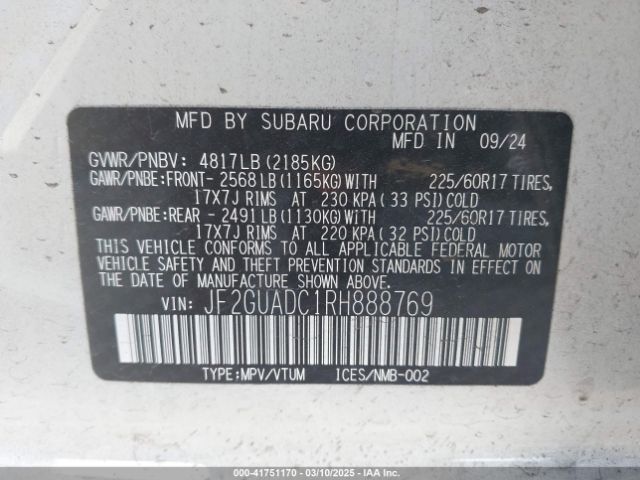 MFD BY SUBARU CORPORATION
MFD IN 09/24
GVWR/PNBV: 4817LB(2185KG)
GAWR/PNBE:FRONT- 2568LB(1165KG)WITH 225/60R17 TIRES,
17X7J RIMS AT 230 KPA(33 PSI)COLD
GAWR/PNBE:REAR - 2491LB(1130KG)WITH 225/60R17 TIRES,
17X7J RIMS AT 220 KPA(32 PSI)COLD
THIS VEHICLE CONFORMS TO ALL APPLICABLE FEDERAL MOTOR
VEHICLE SAFETY AND THEFT PREVENTION STANDARDS IN EFFECT
ON THE DATE OF MANUFACTURE SHOWN ABOVE.
VIN: JF2GUADC1RH888769
TYPE:MPV/VTUM ICES/NMB-002
000-41751170 — 03/10/2025 — IAA, Inc.